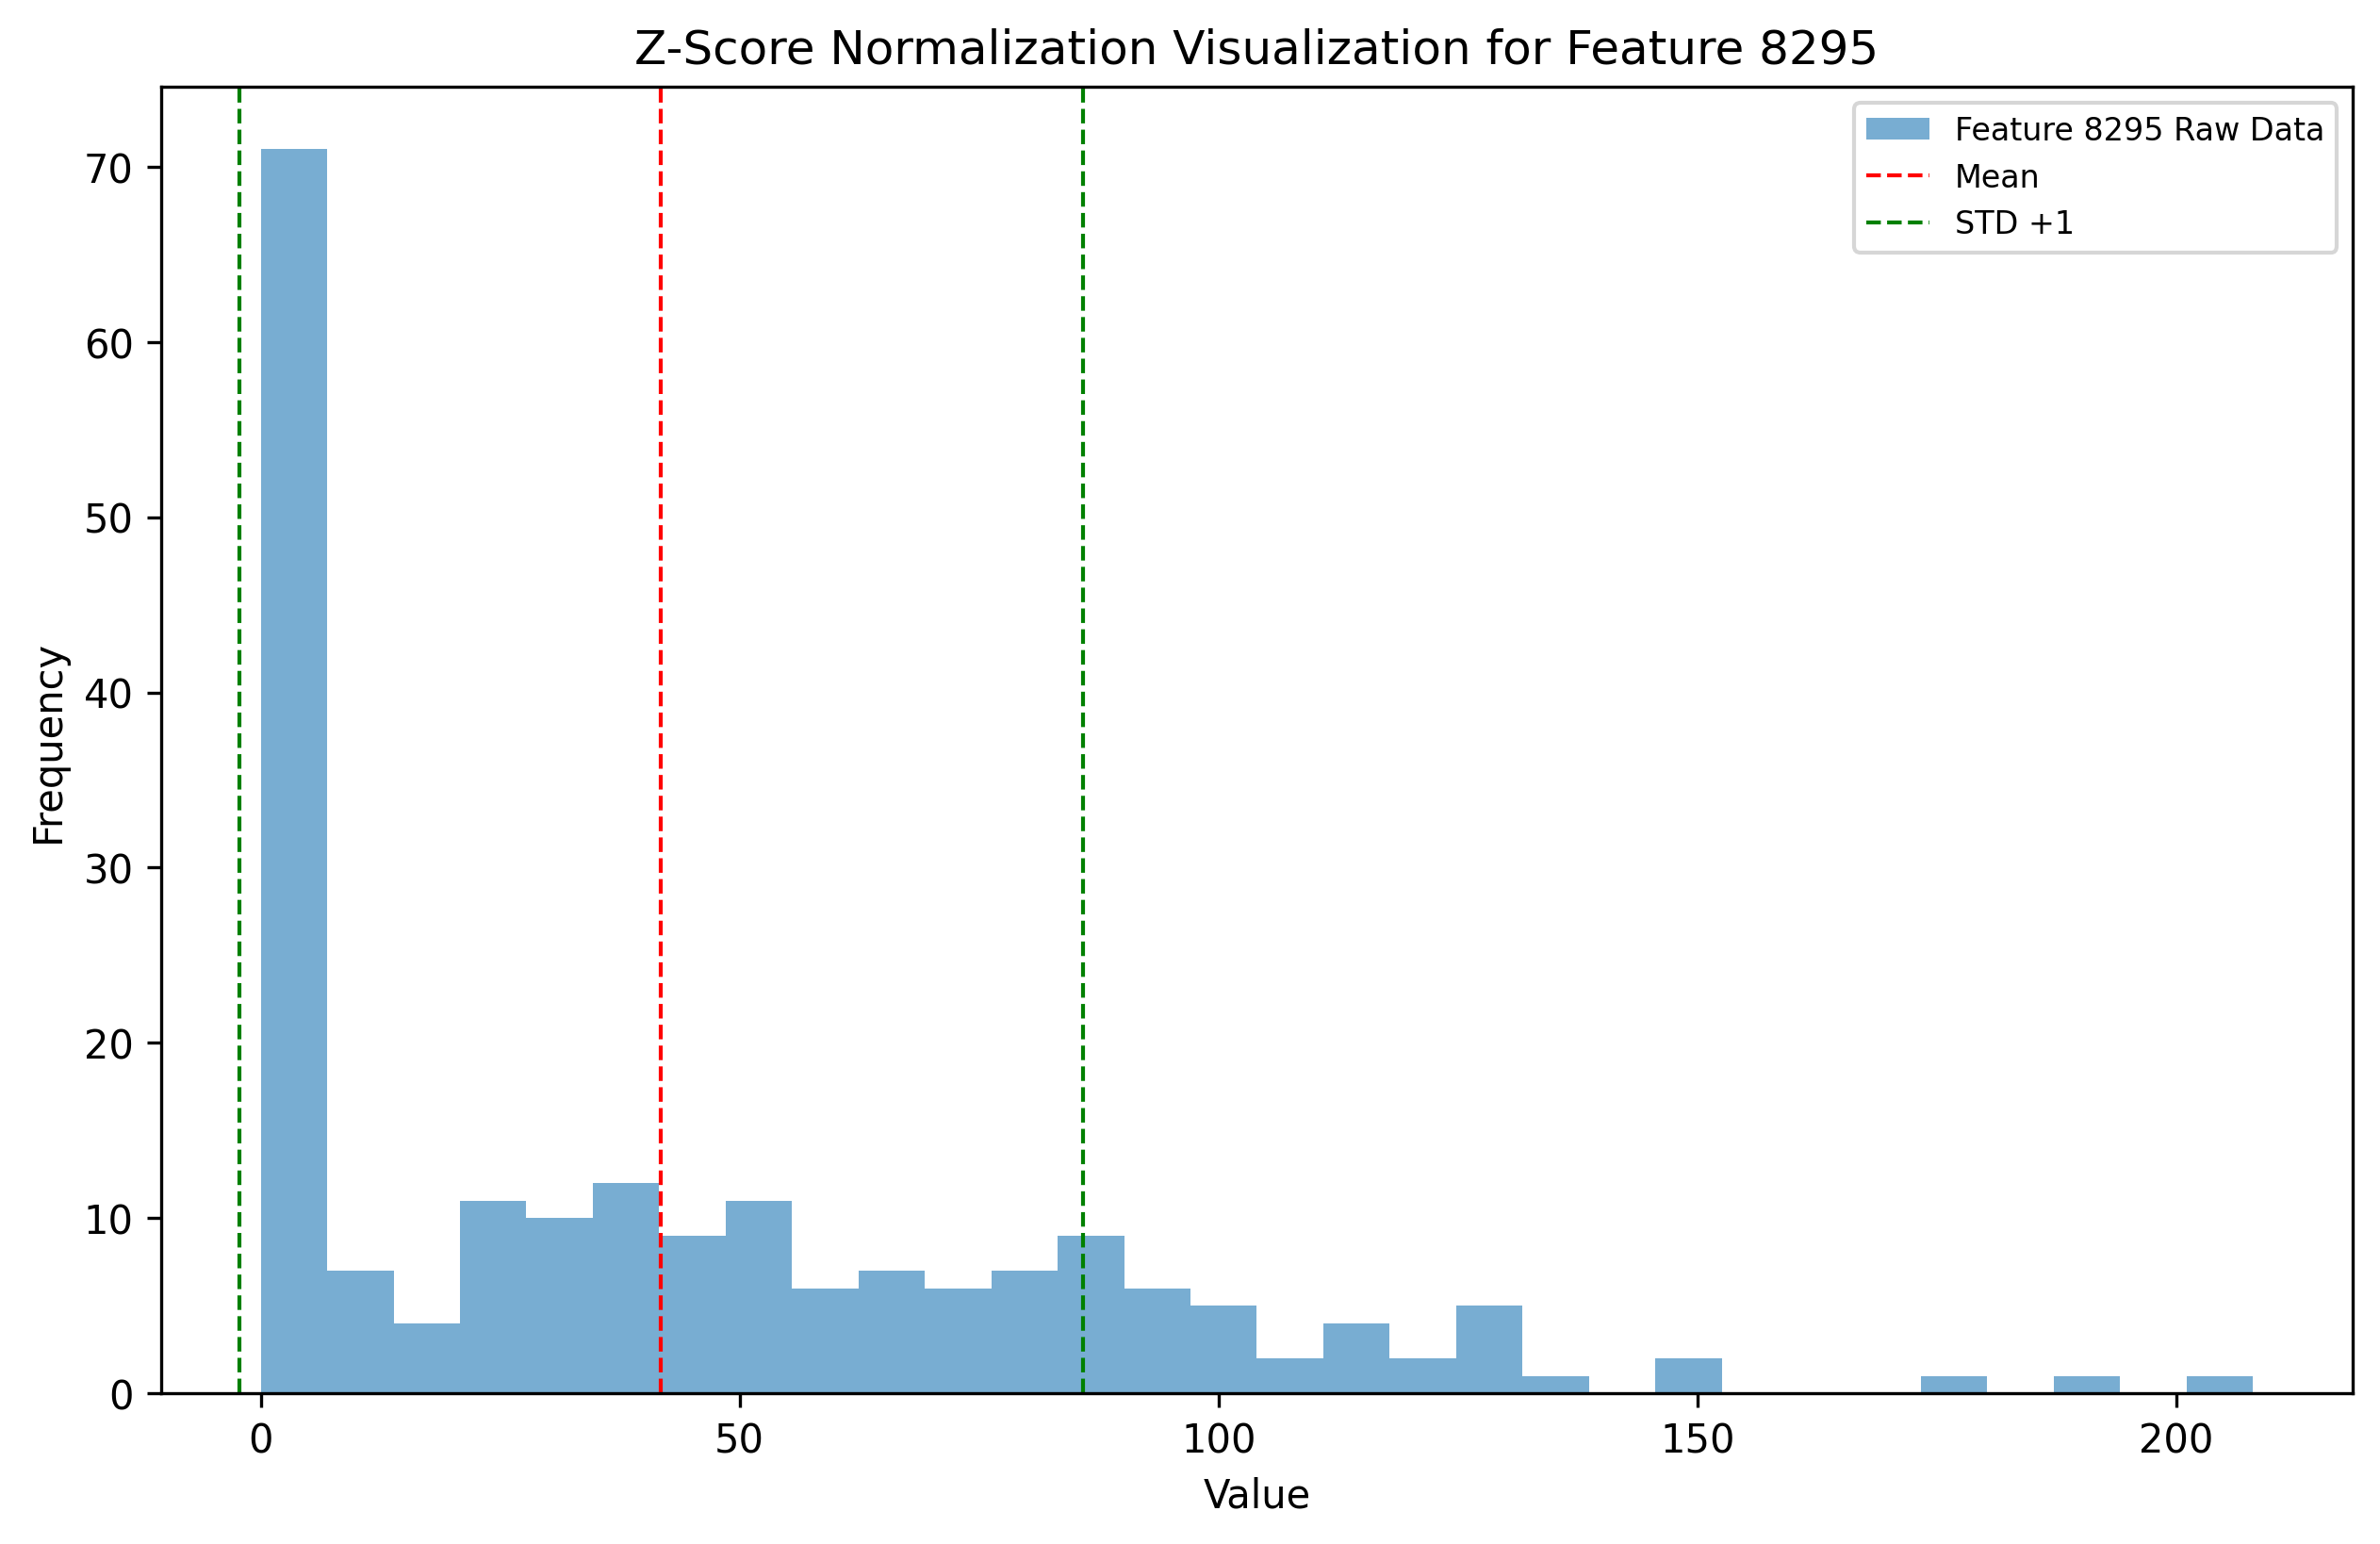 Z-Score Normalization Visualization for Feature 8295
Feature 8295 Raw Data
Mean
STD +1
70
60
50
40
30
20
10
0
Frequency
0 50 100 150 200
Value